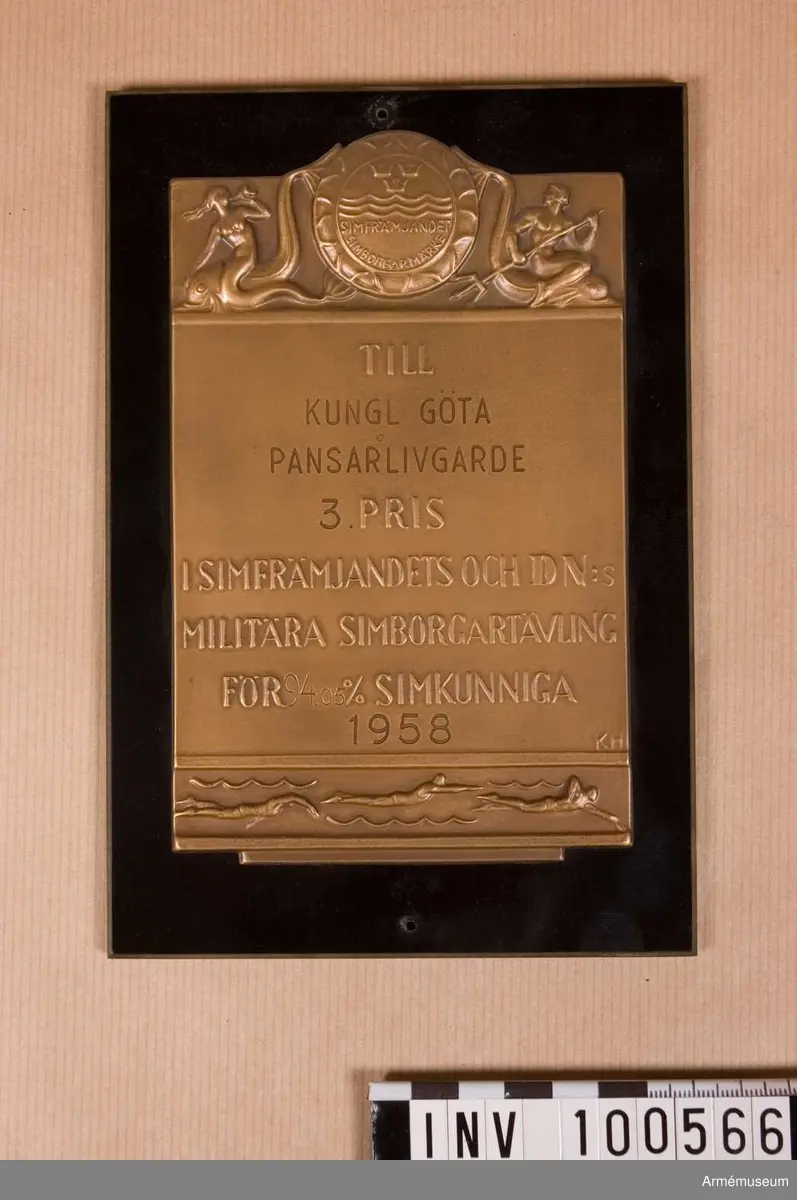 SIMFRÄMJANDET
SIMBORGARMÄRKE
TILL
KUNGL GÖTA
PANSARLIVGARDE
3. PRIS
I SIMFRÄMJANDETS OCH IDN:s
MILITÄRA SIMBORGARTÄVLING
FÖR 94,05% SIMKUNNIGA
1958
KH
INV 100566
Armémuseum